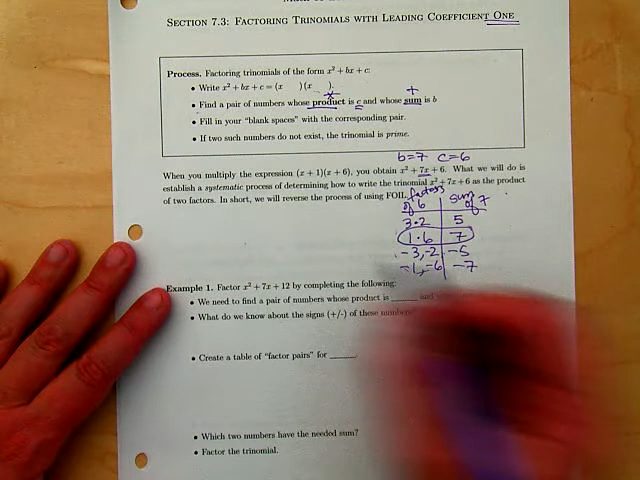 SECTION 7.3: FACTORING TRINOMIALS WITH LEADING COEFFICIENT ONE
Process. Factoring trinomials of the form x² + bx + c:
• Write x² + bx + c = (x )(x ).
x +
• Find a pair of numbers whose product is c and whose sum is b
• Fill in your "blank spaces" with the corresponding pair.
• If two such numbers do not exist, the trinomial is prime.
b=7 c=6
When you multiply the expression (x + 1)(x + 6), you obtain x² + 7x + 6. What we will do is
establish a systematic process of determining how to write the trinomial x² + 7x + 6 as the product
of two factors. In short, we will reverse the process of using FOIL.
factors of 6 sum of 7
3·2 5
1·6 7
-3,-2 -5
-1,-6 -7
Example 1. Factor x² + 7x + 12 by completing the following:
• We need to find a pair of numbers whose product is ____ and
• What do we know about the signs (+/-) of these numbers
• Create a table of "factor pairs" for ____.
• Which two numbers have the needed sum?
• Factor the trinomial.